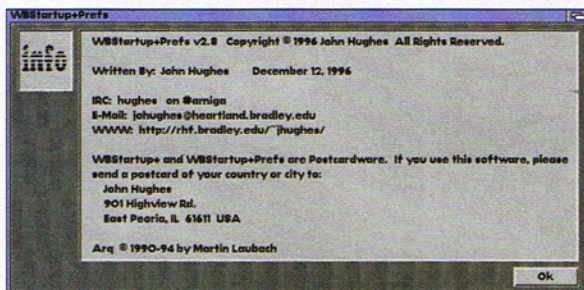 WBStartup+Prefs
info
WBStartup+Prefs v2.8 Copyright © 1996 John Hughes All Rights Reserved.
Written By: John Hughes December 12, 1996
IRC: hughes on #amiga
E-Mail: jahughes@heartland.bradley.edu
WWW: http://rhf.bradley.edu/~jhughes/
WBStartup+ and WBStartup+Prefs are Postcardware. If you use this software, please
send a postcard of your country or city to:
John Hughes
901 Highview Rd.
East Peoria, IL 61611 USA
Arq © 1990-94 by Martin Laubach
Ok